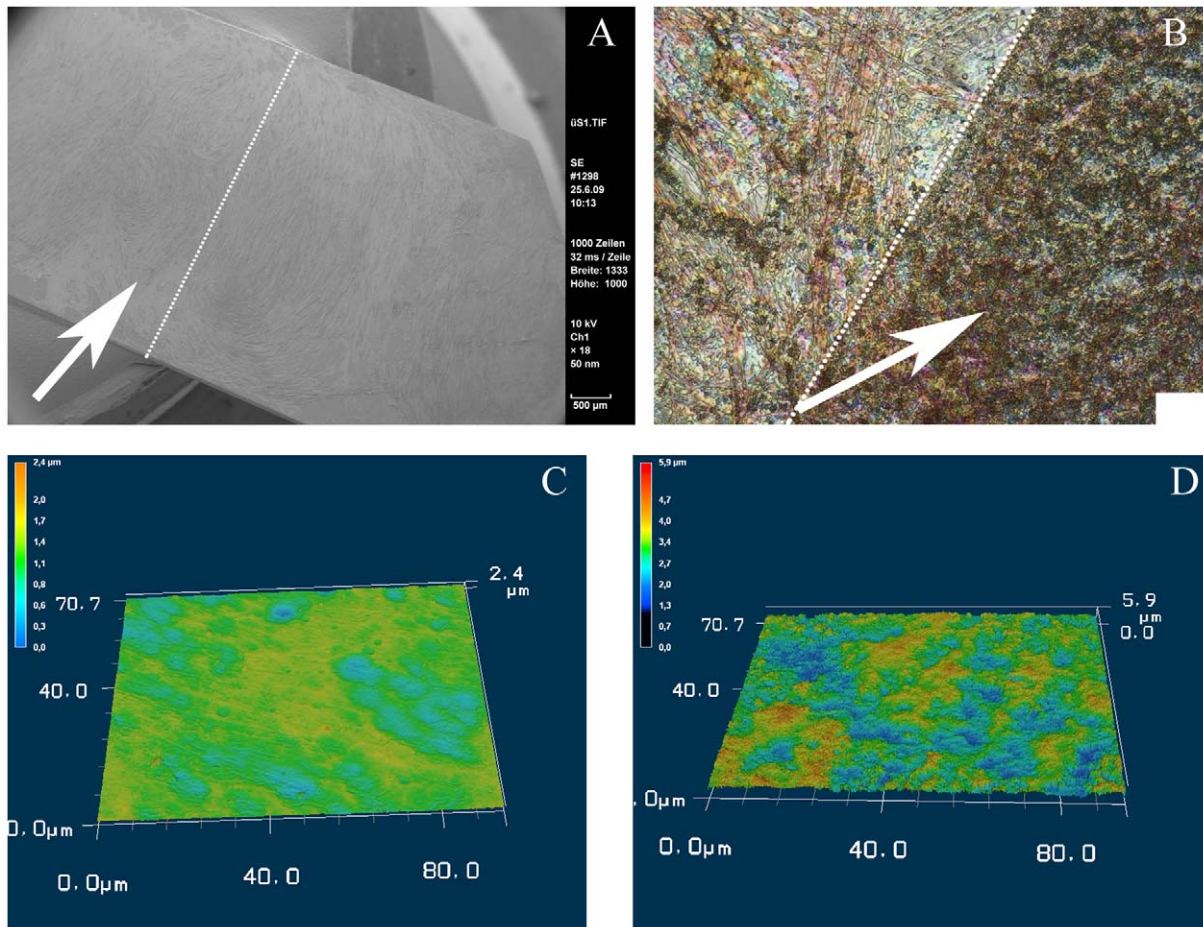 A
üS1.TIF
SE
#1298
25.6.09
10:13
1000 Zeilen
32 ms / Zeile
Breite: 1333
Höhe: 1000
10 kV
Ch1
× 18
50 nm
500 µm
B
C
2,4 µm
2,0
1,7
1,4
1,1
0,8
0,6
0,3
0,0
2.4
µm
70.7
40.0
0.0µm
0.0µm
40.0
80.0
D
5,9 µm
4,7
4,0
3,4
2,7
2,0
1,3
0,7
0,0
5.9
µm
0.0
70.7
40.0
.0µm
0.0µm
40.0
80.0